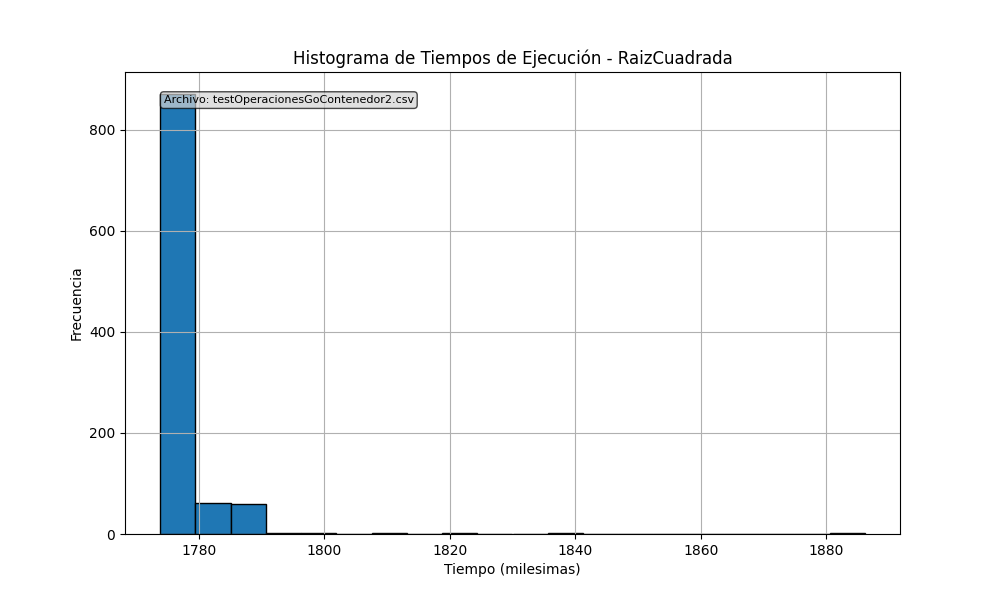 Histograma de Tiempos de Ejecución - RaizCuadrada
Archivo: testOperacionesGoContenedor2.csv
800
600
400
200
0
Frecuencia
1780 1800 1820 1840 1860 1880
Tiempo (milesimas)